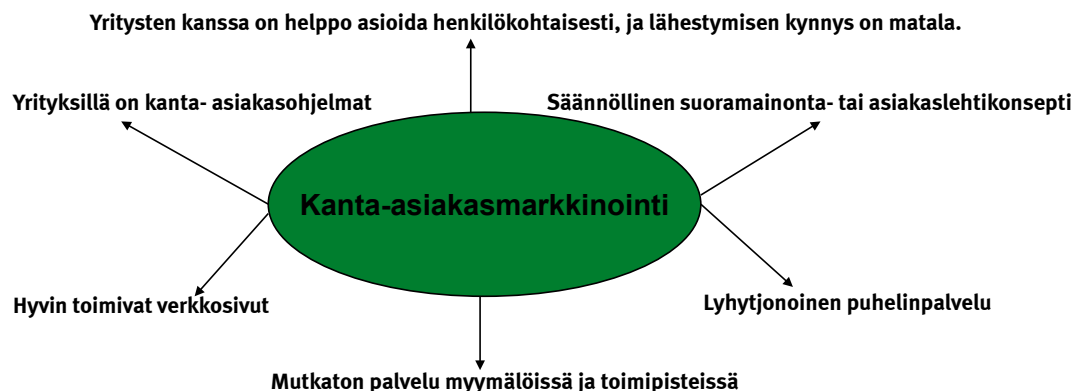 Yritysten kanssa on helppo asioida henkilökohtaisesti, ja lähestymisen kynnys on matala.
Yrityksillä on kanta- asiakasohjelmat
Säännöllinen suoramainonta- tai asiakaslehtikonsepti
Kanta-asiakasmarkkinointi
Hyvin toimivat verkkosivut
Lyhytjonoinen puhelinpalvelu
Mutkaton palvelu myymälöissä ja toimipisteissä